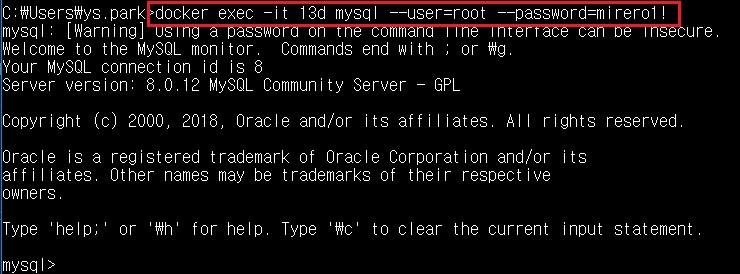 C:₩Users₩ys.park>docker exec -it 13d mysql --user=root --password=mirero1!
mysql: [Warning] Using a password on the command line interface can be insecure.
Welcome to the MySQL monitor.  Commands end with ; or ₩g.
Your MySQL connection id is 8
Server version: 8.0.12 MySQL Community Server - GPL

Copyright (c) 2000, 2018, Oracle and/or its affiliates. All rights reserved.

Oracle is a registered trademark of Oracle Corporation and/or its
affiliates. Other names may be trademarks of their respective
owners.

Type 'help;' or '₩h' for help. Type '₩c' to clear the current input statement.

mysql>